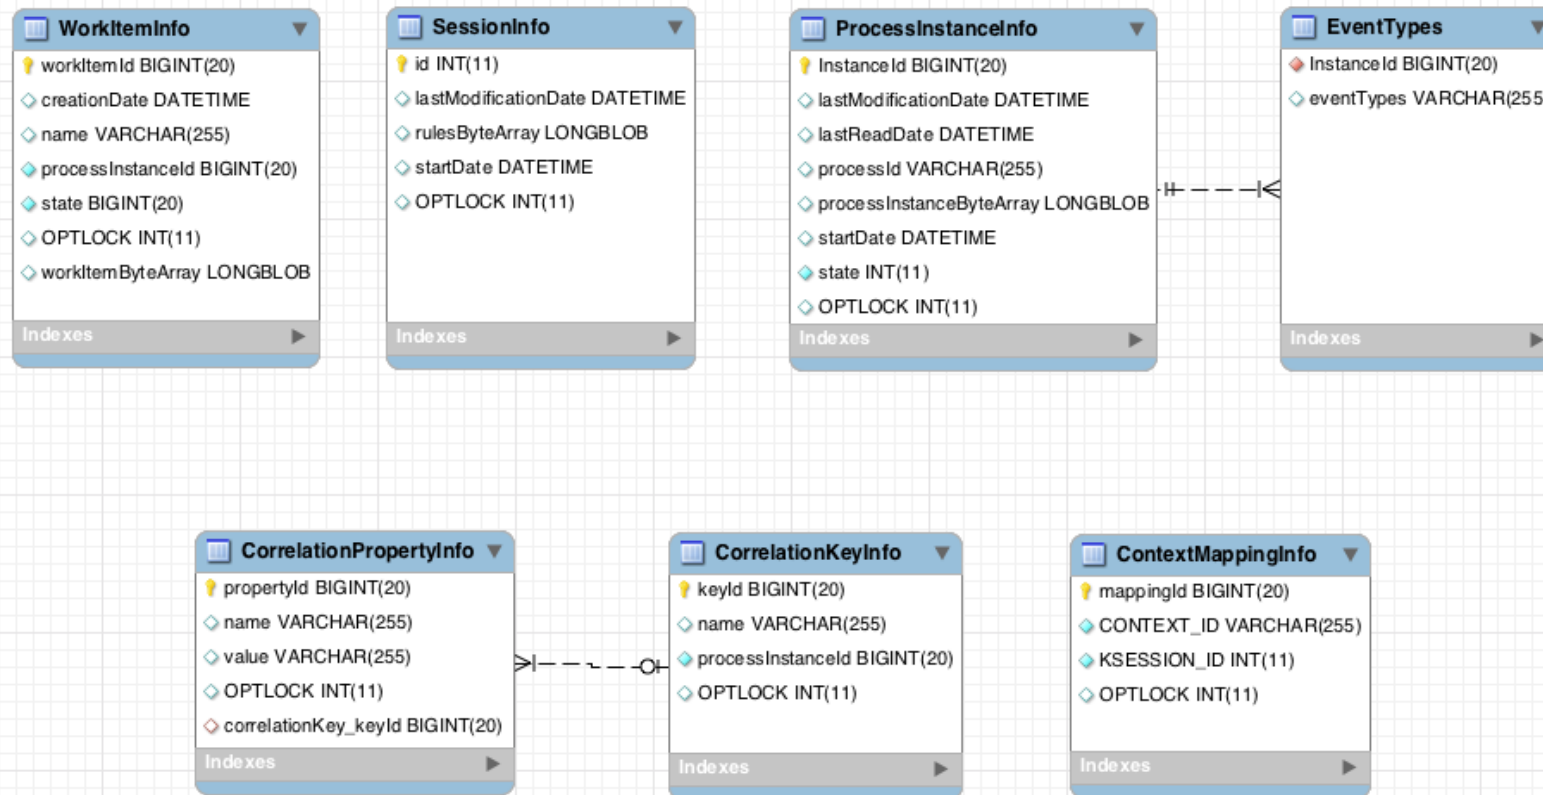 WorkItemInfo
workItemId BIGINT(20)
creationDate DATETIME
name VARCHAR(255)
processInstanceId BIGINT(20)
state BIGINT(20)
OPTLOCK INT(11)
workItemByteArray LONGBLOB
Indexes
SessionInfo
id INT(11)
lastModificationDate DATETIME
rulesByteArray LONGBLOB
startDate DATETIME
OPTLOCK INT(11)
Indexes
ProcessInstanceInfo
InstanceId BIGINT(20)
lastModificationDate DATETIME
lastReadDate DATETIME
processId VARCHAR(255)
processInstanceByteArray LONGBLOB
startDate DATETIME
state INT(11)
OPTLOCK INT(11)
Indexes
EventTypes
InstanceId BIGINT(20)
eventTypes VARCHAR(255
Indexes
CorrelationPropertyInfo
propertyId BIGINT(20)
name VARCHAR(255)
value VARCHAR(255)
OPTLOCK INT(11)
correlationKey_keyId BIGINT(20)
Indexes
CorrelationKeyInfo
keyId BIGINT(20)
name VARCHAR(255)
processInstanceId BIGINT(20)
OPTLOCK INT(11)
Indexes
ContextMappingInfo
mappingId BIGINT(20)
CONTEXT_ID VARCHAR(255)
KSESSION_ID INT(11)
OPTLOCK INT(11)
Indexes